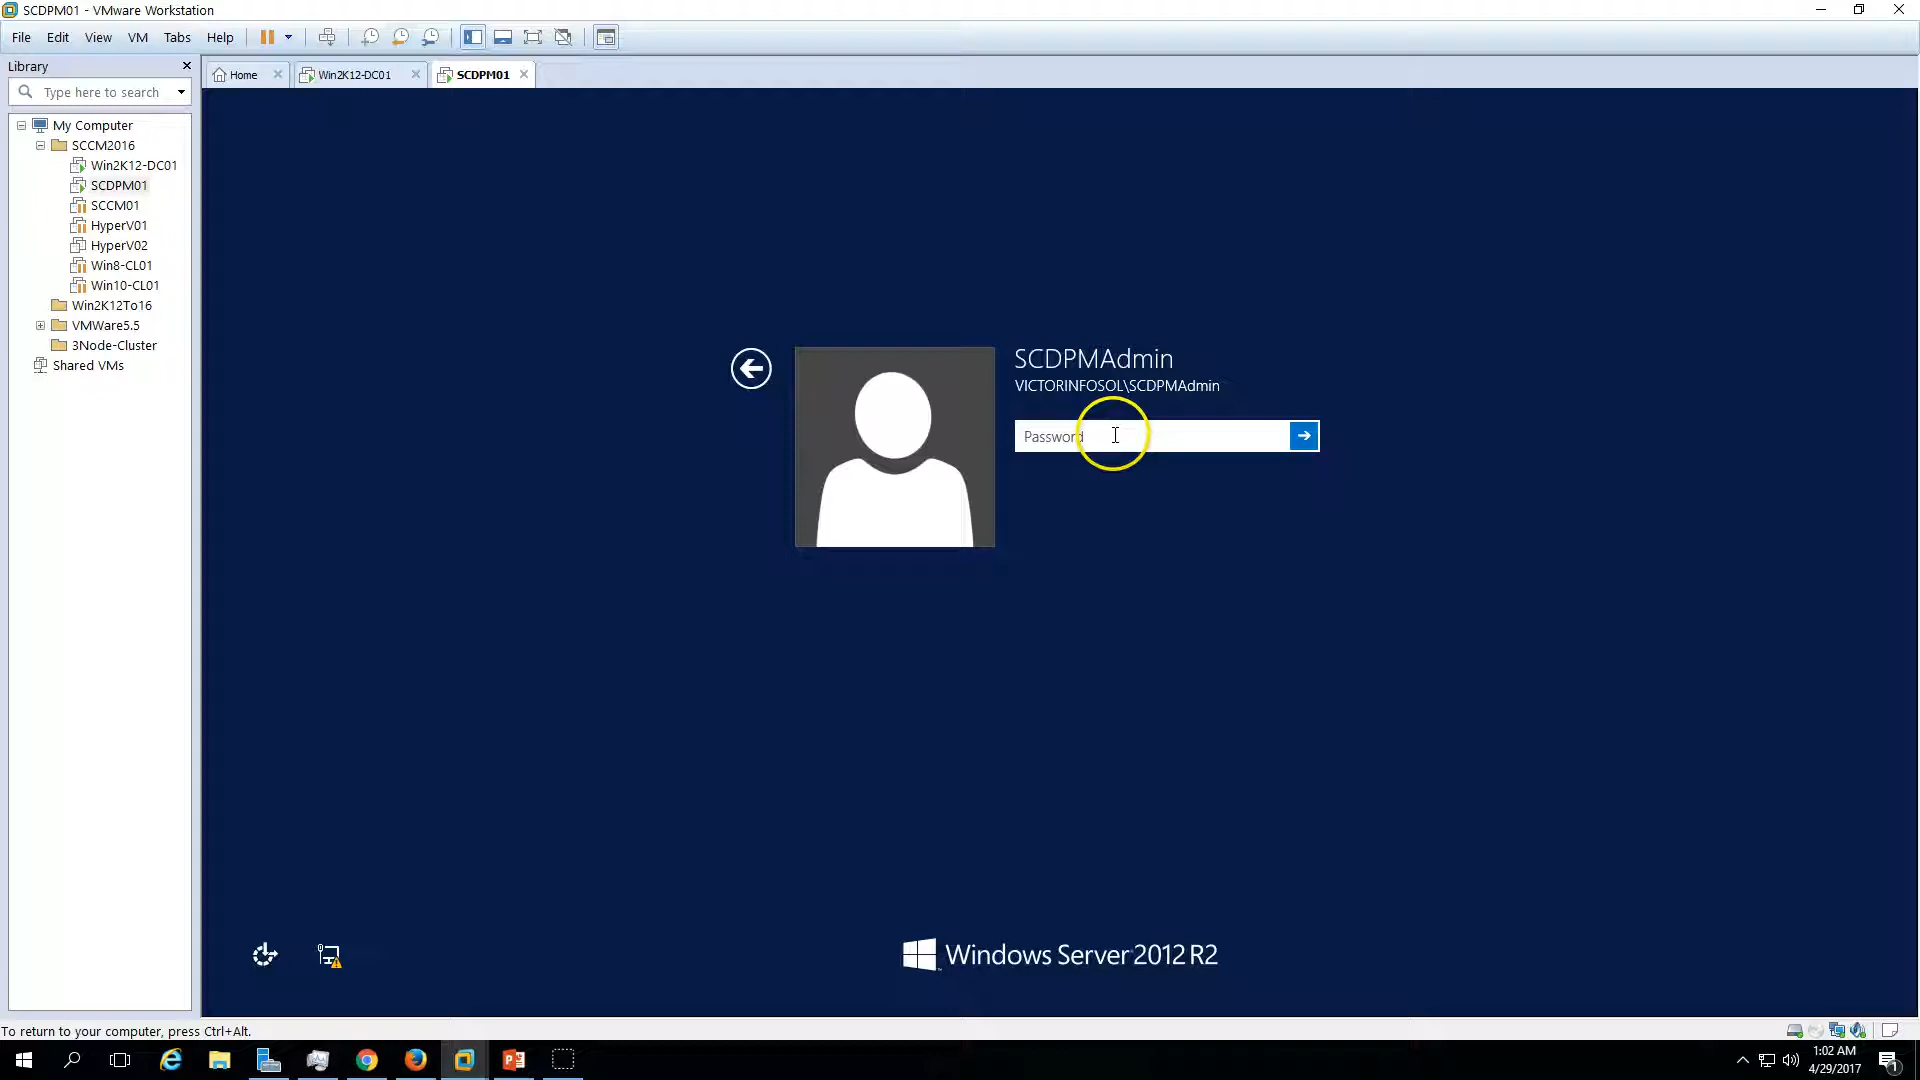 SCDPM01 - VMware Workstation
File Edit View VM Tabs Help
Library
Type here to search
Home
Win2K12-DC01
SCDPM01
My Computer
SCCM2016
Win2K12-DC01
SCDPM01
SCCM01
HyperV01
HyperV02
Win8-CL01
Win10-CL01
Win2K12To16
VMWare5.5
3Node-Cluster
Shared VMs
SCDPMAdmin
VICTORINFOSOL\SCDPMAdmin
Password
Windows Server 2012 R2
To return to your computer, press Ctrl+Alt.
1:02 AM
4/29/2017
1